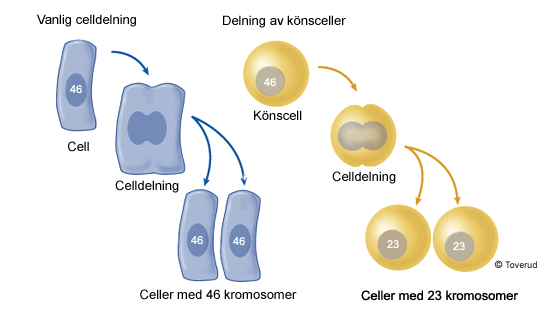 Vanlig celldelning
46
Cell
Celldelning
46
46
Celler med 46 kromosomer
Delning av könsceller
46
Könscell
Celldelning
23
23
© Toverud
Celler med 23 kromosomer